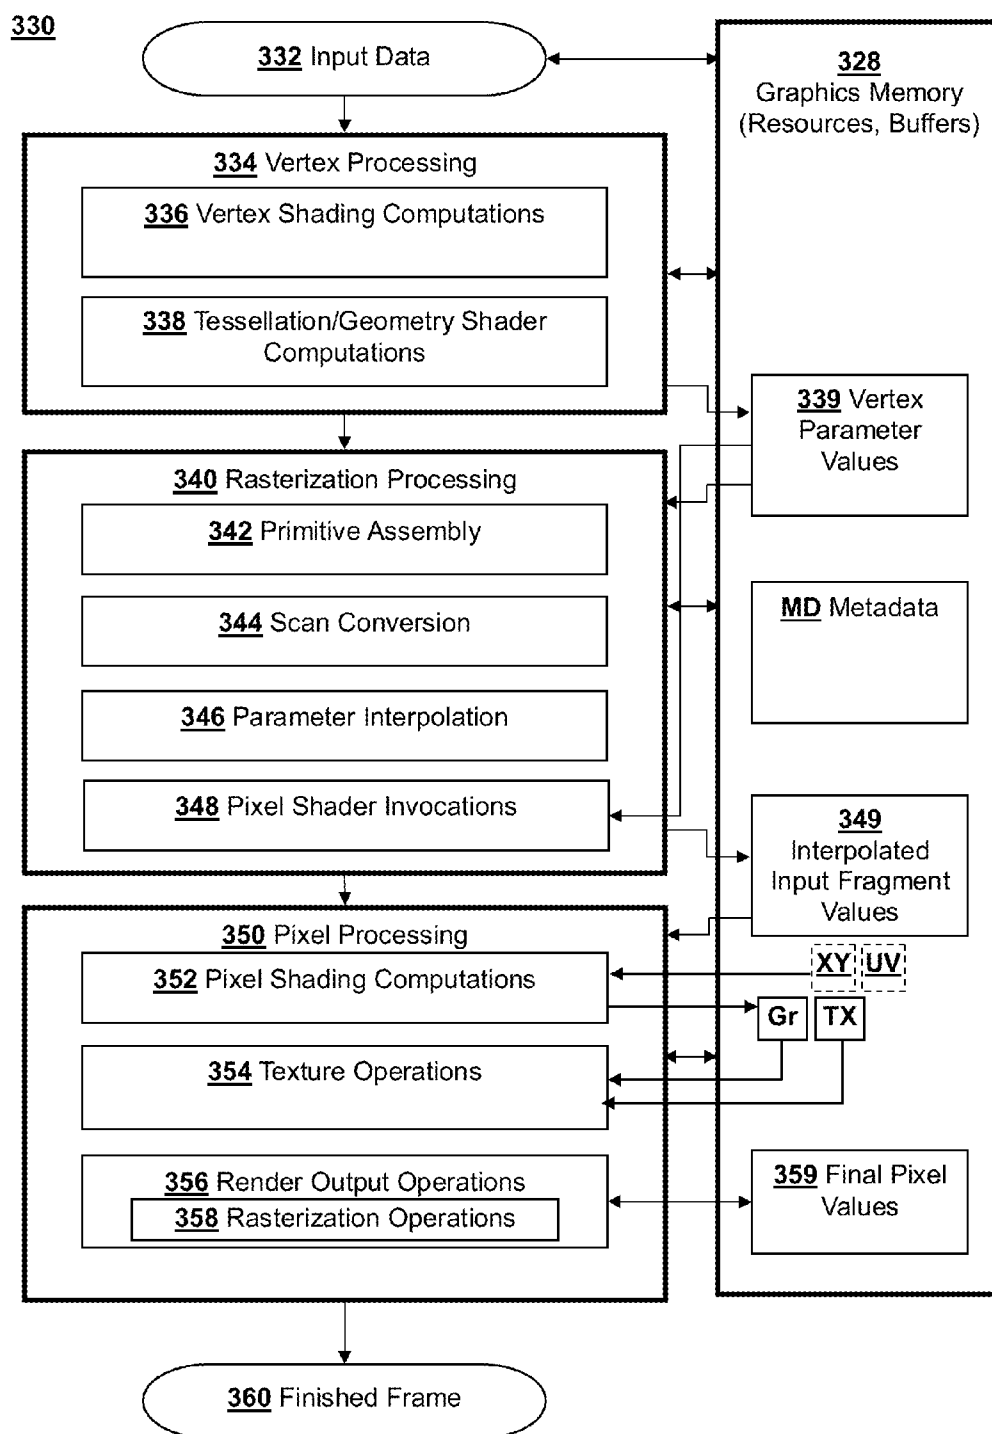 330
332 Input Data
328
Graphics Memory
(Resources, Buffers)
334 Vertex Processing
336 Vertex Shading Computations
338 Tessellation/Geometry Shader
Computations
339 Vertex
Parameter
Values
340 Rasterization Processing
342 Primitive Assembly
344 Scan Conversion
MD Metadata
346 Parameter Interpolation
348 Pixel Shader Invocations
349
Interpolated
Input Fragment
Values
350 Pixel Processing
352 Pixel Shading Computations
XY UV
Gr TX
354 Texture Operations
356 Render Output Operations
358 Rasterization Operations
359 Final Pixel
Values
360 Finished Frame